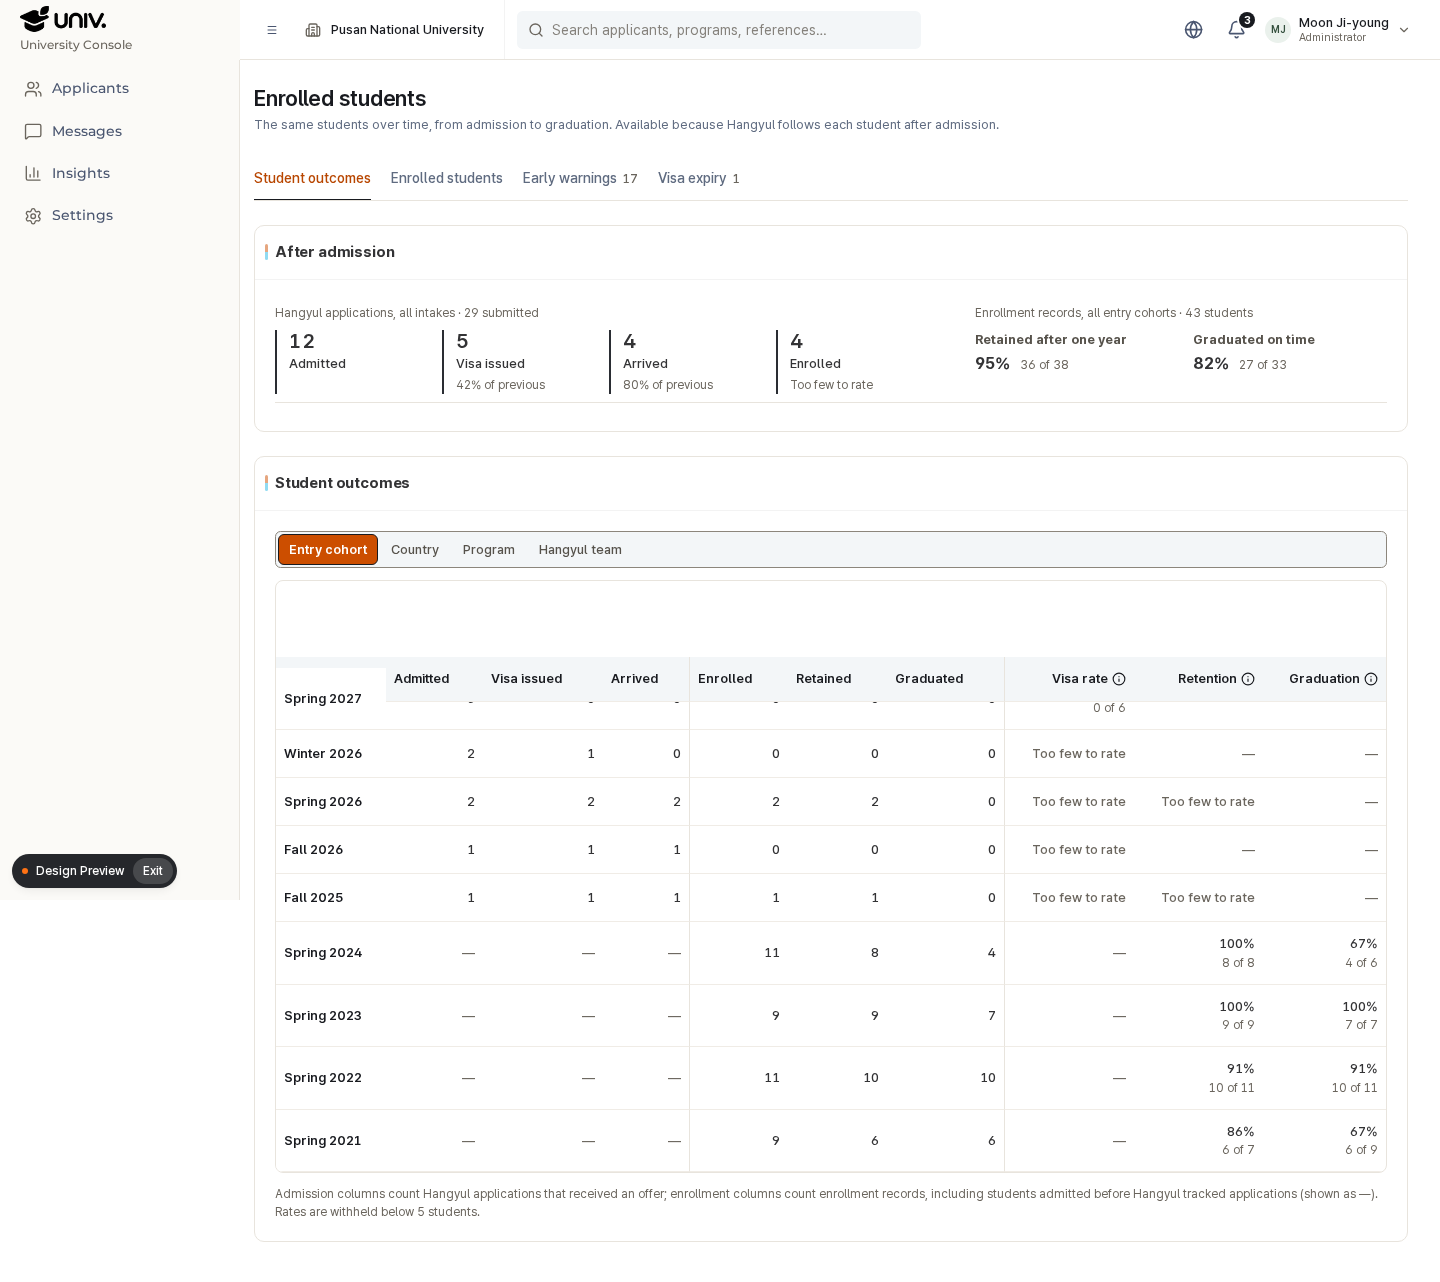 UNIV.
University Console
Applicants
Messages
Insights
Settings
Design Preview
Exit
Pusan National University
Search applicants, programs, references...
3
MJ
Moon Ji-young
Administrator
Enrolled students
The same students over time, from admission to graduation. Available because Hangyul follows each student after admission.
Student outcomes
Enrolled students
Early warnings 17
Visa expiry 1
After admission
Hangyul applications, all intakes · 29 submitted
12
Admitted
5
Visa issued
42% of previous
4
Arrived
80% of previous
4
Enrolled
Too few to rate
Enrollment records, all entry cohorts · 43 students
Retained after one year
95% 36 of 38
Graduated on time
82% 27 of 33
Student outcomes
Entry cohort Country Program Hangyul team
Admitted Visa issued Arrived Enrolled Retained Graduated Visa rate Retention Graduation
Spring 2027 0 of 6
Winter 2026 2 1 0 0 0 0 Too few to rate — —
Spring 2026 2 2 2 2 2 0 Too few to rate Too few to rate —
Fall 2026 1 1 1 0 0 0 Too few to rate — —
Fall 2025 1 1 1 1 1 0 Too few to rate Too few to rate —
Spring 2024 — — — 11 8 4 — 100% 8 of 8 67% 4 of 6
Spring 2023 — — — 9 9 7 — 100% 9 of 9 100% 7 of 7
Spring 2022 — — — 11 10 10 — 91% 10 of 11 91% 10 of 11
Spring 2021 — — — 9 6 6 — 86% 6 of 7 67% 6 of 9
Admission columns count Hangyul applications that received an offer; enrollment columns count enrollment records, including students admitted before Hangyul tracked applications (shown as —).
Rates are withheld below 5 students.